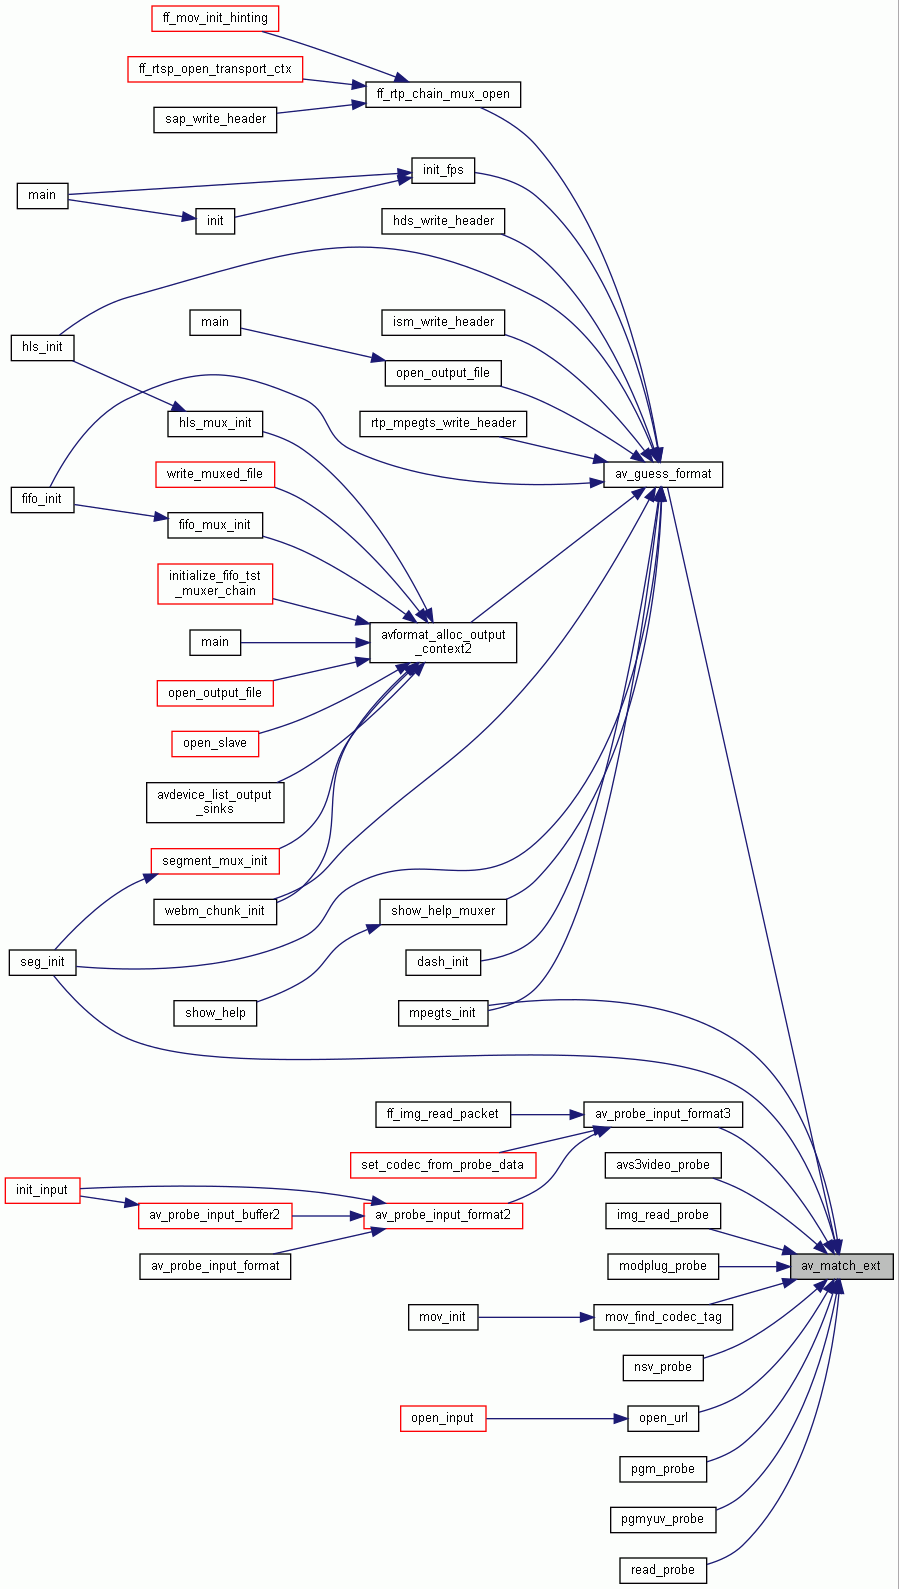 ff_mov_init_hinting
ff_rtsp_open_transport_ctx
ff_rtp_chain_mux_open
sap_write_header
init_fps
main
init
hds_write_header
main
ism_write_header
hls_init
open_output_file
hls_mux_init
rtp_mpegts_write_header
write_muxed_file
av_guess_format
fifo_init
fifo_mux_init
initialize_fifo_tst
_muxer_chain
main
avformat_alloc_output
_context2
open_output_file
open_slave
avdevice_list_output
_sinks
segment_mux_init
webm_chunk_init
show_help_muxer
seg_init
dash_init
show_help
mpegts_init
ff_img_read_packet
av_probe_input_format3
set_codec_from_probe_data
avs3video_probe
init_input
av_probe_input_buffer2
av_probe_input_format2
img_read_probe
av_probe_input_format
modplug_probe
av_match_ext
mov_init
mov_find_codec_tag
nsv_probe
open_input
open_url
pgm_probe
pgmyuv_probe
read_probe